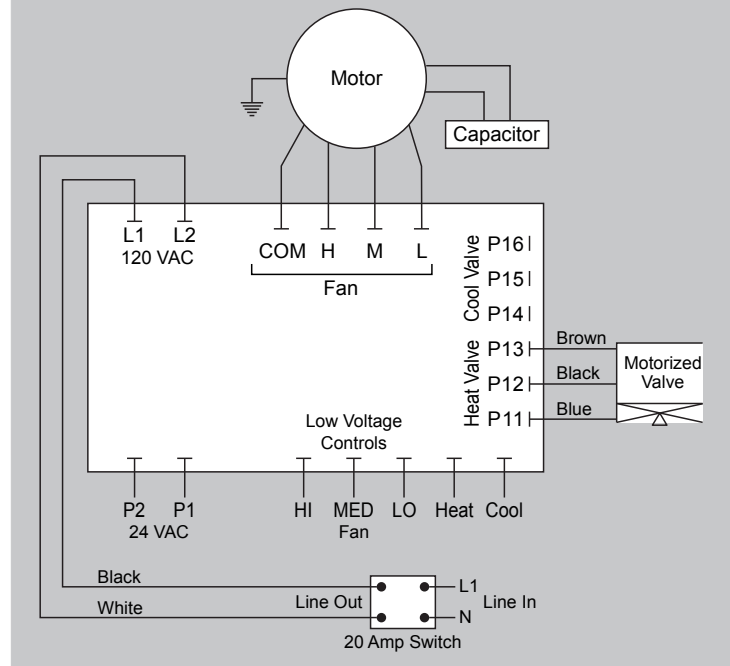 Motor
Capacitor
L1 L2
120 VAC
COM H M L
Fan
Cool Valve
P16
P15
P14
Heat Valve
P13
P12
P11
Brown
Black
Blue
Motorized
Valve
Low Voltage
Controls
P2 P1
24 VAC
HI MED LO Heat Cool
Fan
Black
White
Line Out
L1
N
Line In
20 Amp Switch